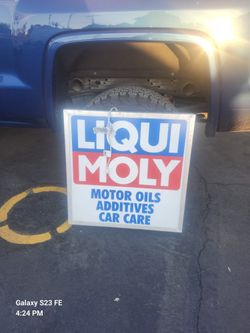 LIQUI
MOLY
MOTOR OILS
ADDITIVES
CAR CARE
Galaxy S23 FE
4:24 PM